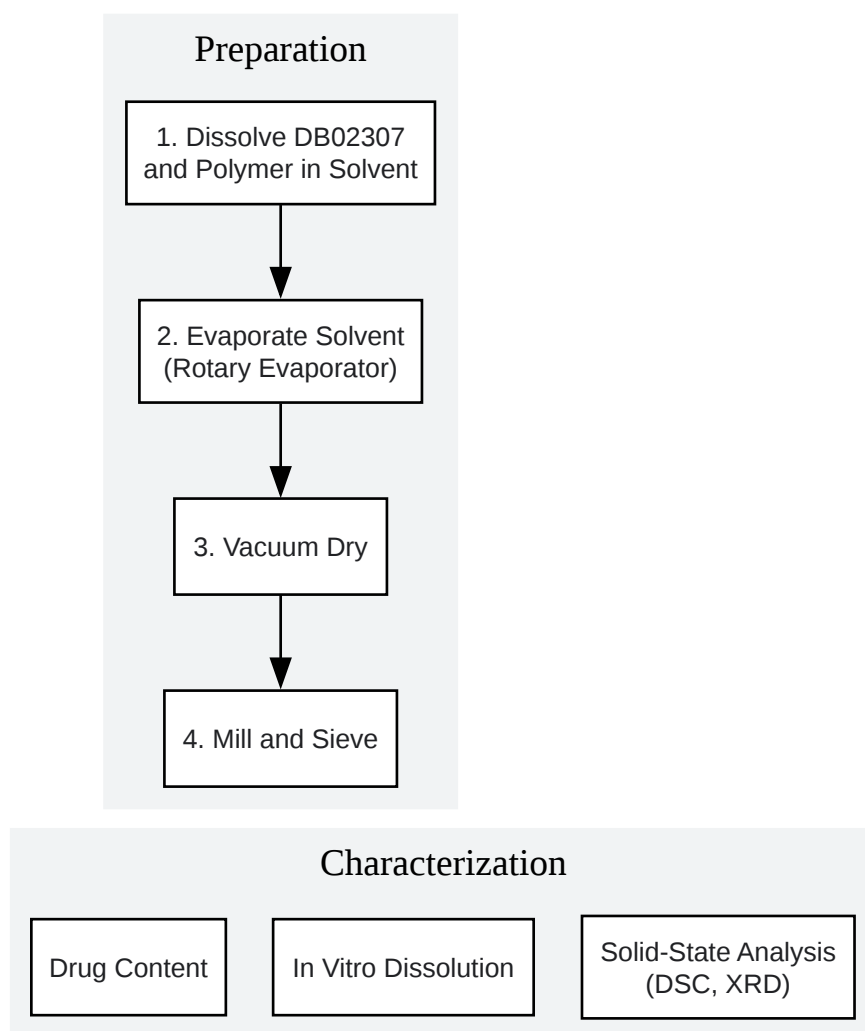 Preparation
1. Dissolve DB02307
and Polymer in Solvent
2. Evaporate Solvent
(Rotary Evaporator)
3. Vacuum Dry
4. Mill and Sieve
Characterization
Drug Content
In Vitro Dissolution
Solid-State Analysis
(DSC, XRD)